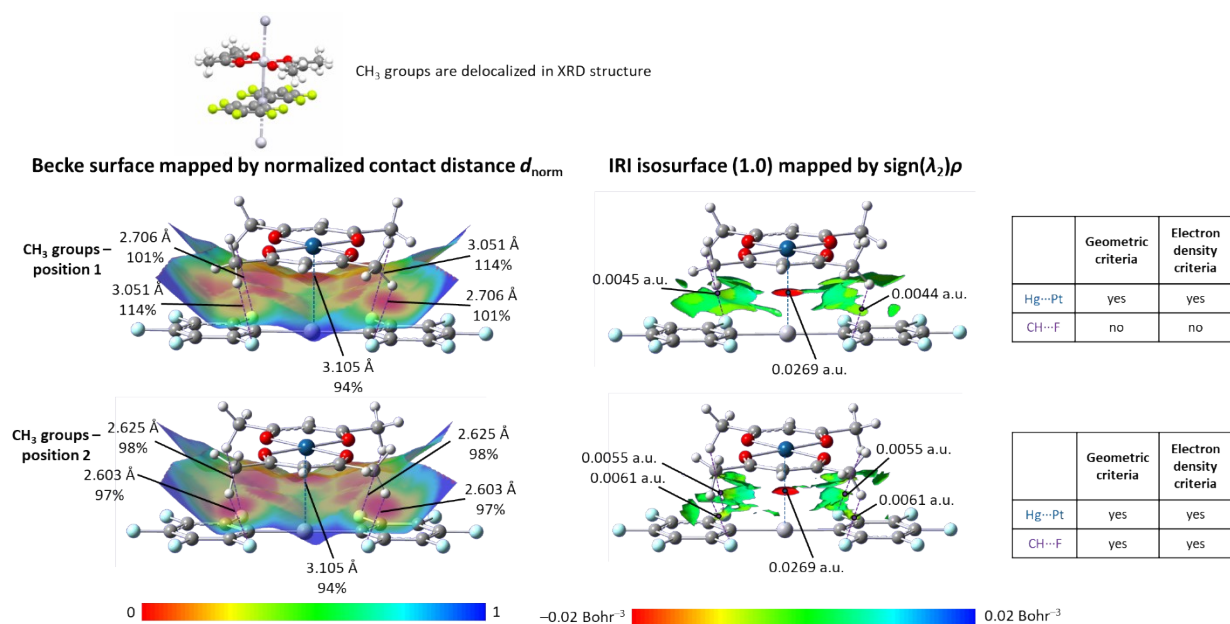 CH₃ groups are delocalized in XRD structure
Becke surface mapped by normalized contact distance d_norm
IRI isosurface (1.0) mapped by sign(λ₂)ρ
CH₃ groups –
position 1
2.706 Å
101%
3.051 Å
114%
3.051 Å
114%
2.706 Å
101%
3.105 Å
94%
0.0045 a.u.
0.0044 a.u.
0.0269 a.u.
Geometric criteria Electron density criteria
Hg···Pt yes yes
CH···F no no
CH₃ groups –
position 2
2.625 Å
98%
2.603 Å
97%
2.625 Å
98%
2.603 Å
97%
3.105 Å
94%
0.0055 a.u.
0.0061 a.u.
0.0055 a.u.
0.0061 a.u.
0.0269 a.u.
Geometric criteria Electron density criteria
Hg···Pt yes yes
CH···F yes yes
0 1
−0.02 Bohr⁻³ 0.02 Bohr⁻³